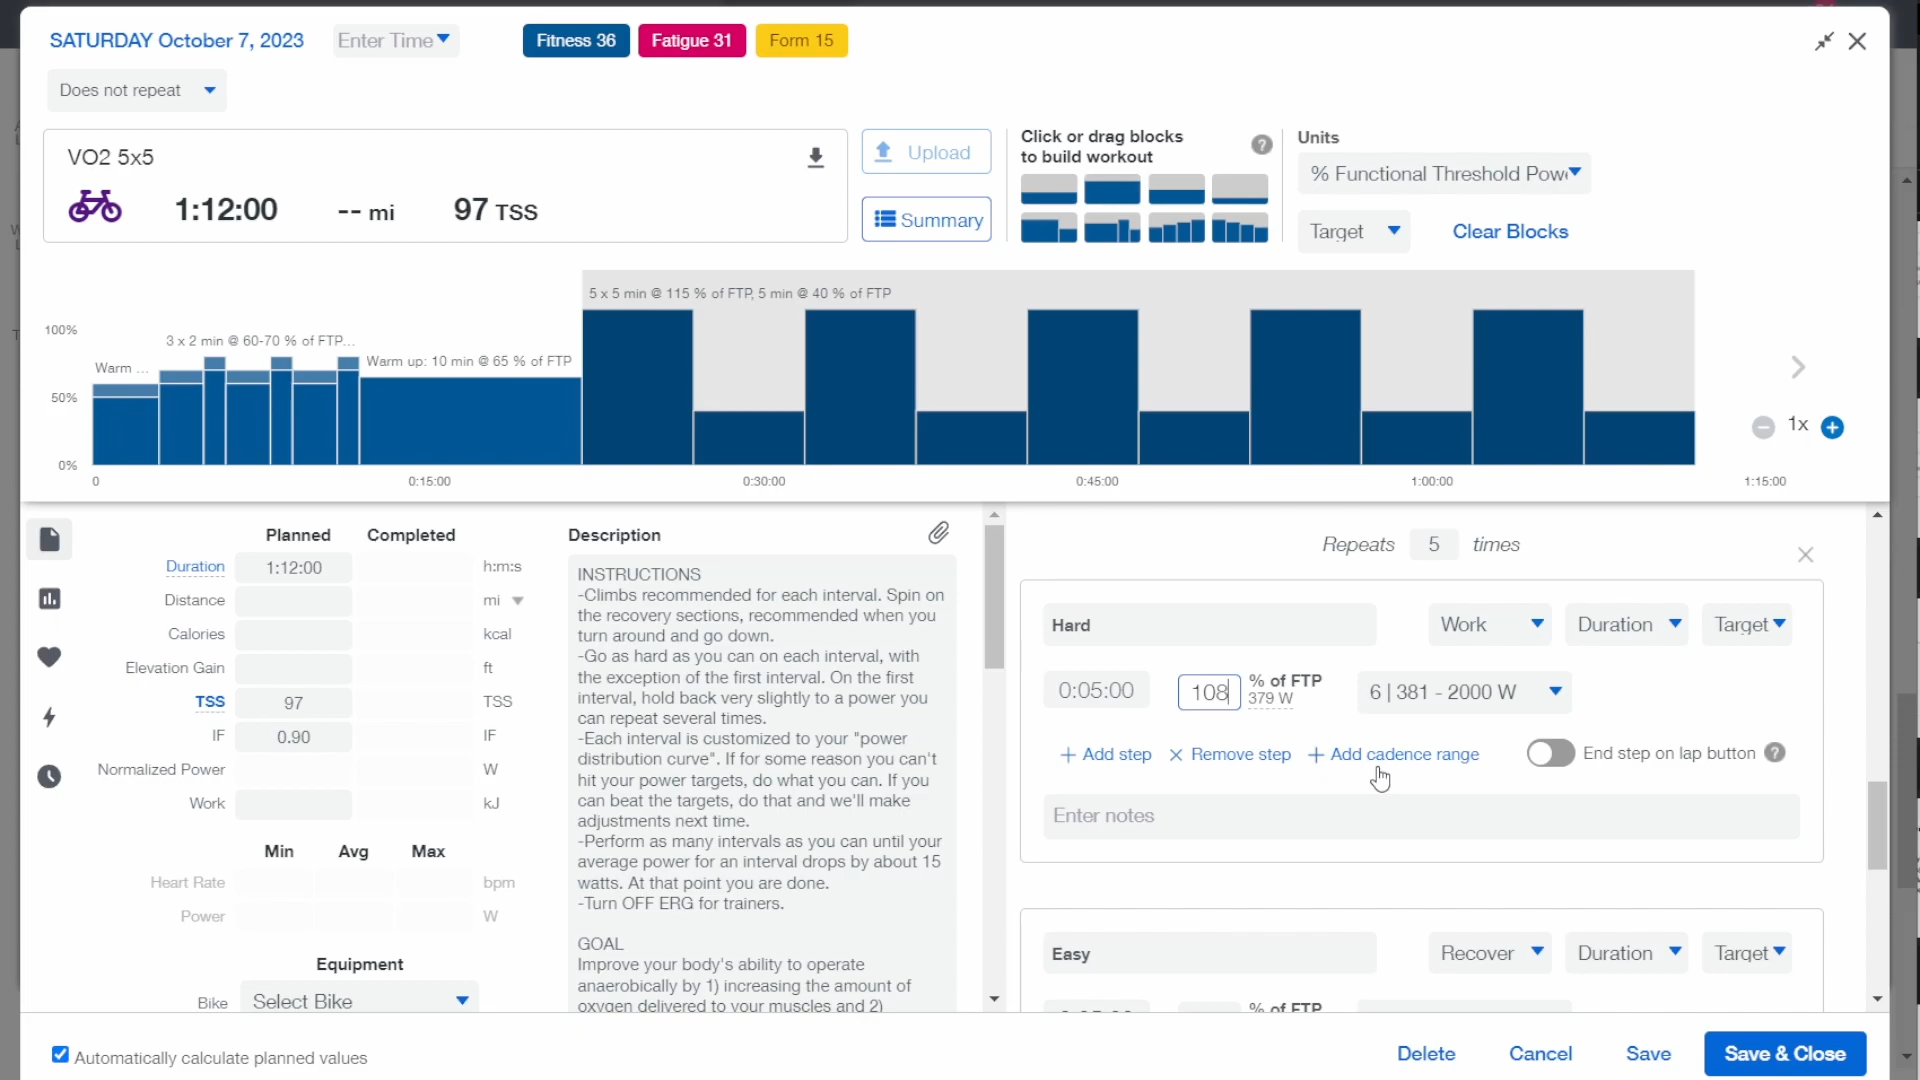 SATURDAY October 7, 2023
Enter Time
Fitness 36
Fatigue 31
Form 15
Does not repeat
VO2 5x5
1:12:00
-- mi
97 TSS
Upload
Summary
Click or drag blocks
to build workout
?
Units
% Functional Threshold Pow
Target
Clear Blocks
5 x 5 min @ 115 % of FTP, 5 min @ 40 % of FTP
100%
50%
0%
Warm ...
3 x 2 min @ 60-70 % of FTP...
Warm up: 10 min @ 65 % of FTP
1x
0
0:15:00
0:30:00
0:45:00
1:00:00
1:15:00
Planned
Completed
Duration
1:12:00
h:m:s
Distance
mi
Calories
kcal
Elevation Gain
ft
TSS
97
TSS
IF
0.90
IF
Normalized Power
W
Work
kJ
Min
Avg
Max
Heart Rate
bpm
Power
W
Equipment
Bike
Select Bike
Description
INSTRUCTIONS
-Climbs recommended for each interval. Spin on
the recovery sections, recommended when you
turn around and go down.
-Go as hard as you can on each interval, with
the exception of the first interval. On the first
interval, hold back very slightly to a power you
can repeat several times.
-Each interval is customized to your "power
distribution curve". If for some reason you can't
hit your power targets, do what you can. If you
can beat the targets, do that and we'll make
adjustments next time.
-Perform as many intervals as you can until your
average power for an interval drops by about 15
watts. At that point you are done.
-Turn OFF ERG for trainers.
GOAL
Improve your body's ability to operate
anaerobically by 1) increasing the amount of
oxygen delivered to your muscles and 2)
Repeats 5 times
Hard
Work
Duration
Target
0:05:00
108
% of FTP
379 W
6 | 381 - 2000 W
Add step
Remove step
Add cadence range
End step on lap button
?
Enter notes
Easy
Recover
Duration
Target
% of FTP
Automatically calculate planned values
Delete
Cancel
Save
Save & Close